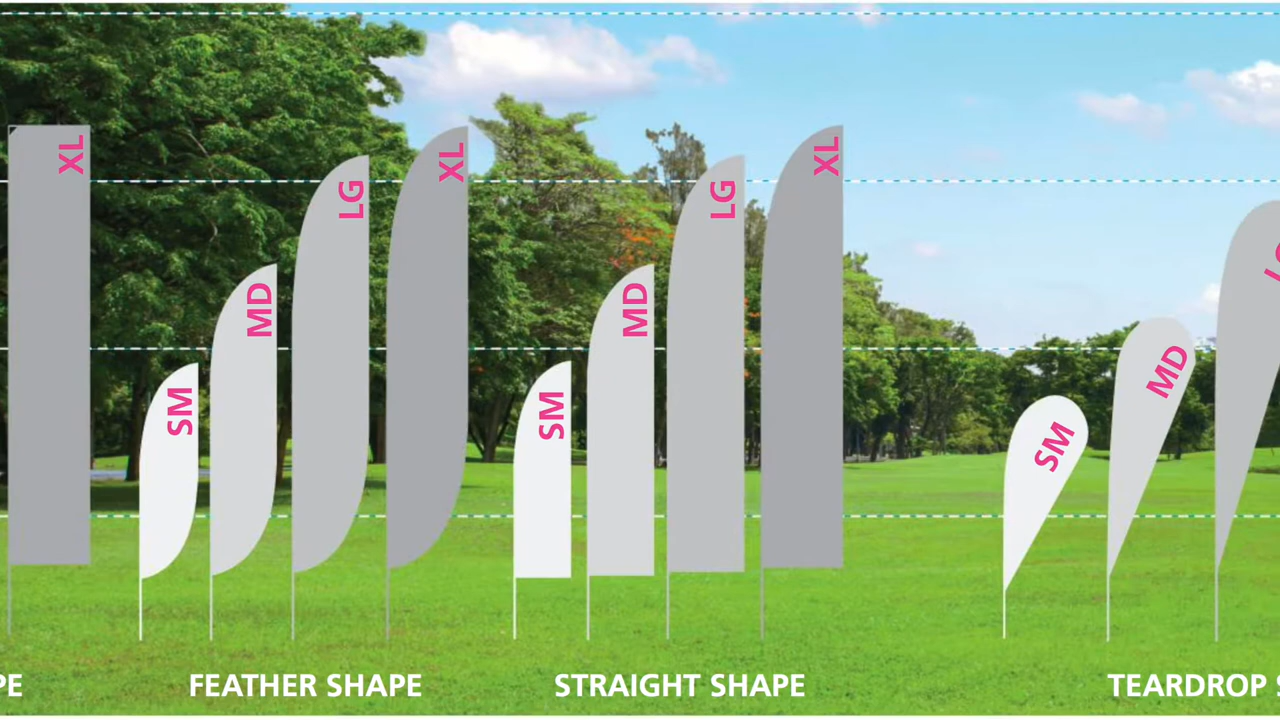 XL
SM
MD
LG
XL
SM
MD
LG
XL
SM
MD
PE
FEATHER SHAPE
STRAIGHT SHAPE
TEARDROP